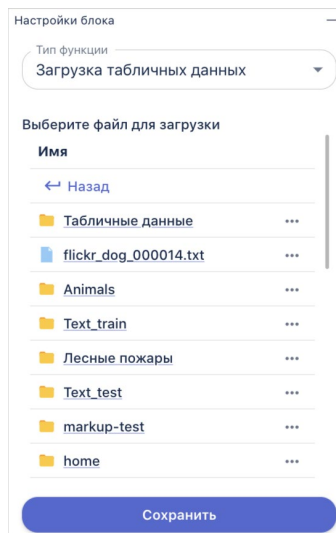 Настройки блока
Тип функции
Загрузка табличных данных
Выберите файл для загрузки
Имя
Назад
Табличные данные
flickr_dog_000014.txt
Animals
Text_train
Лесные пожары
Text_test
markup-test
home
Сохранить